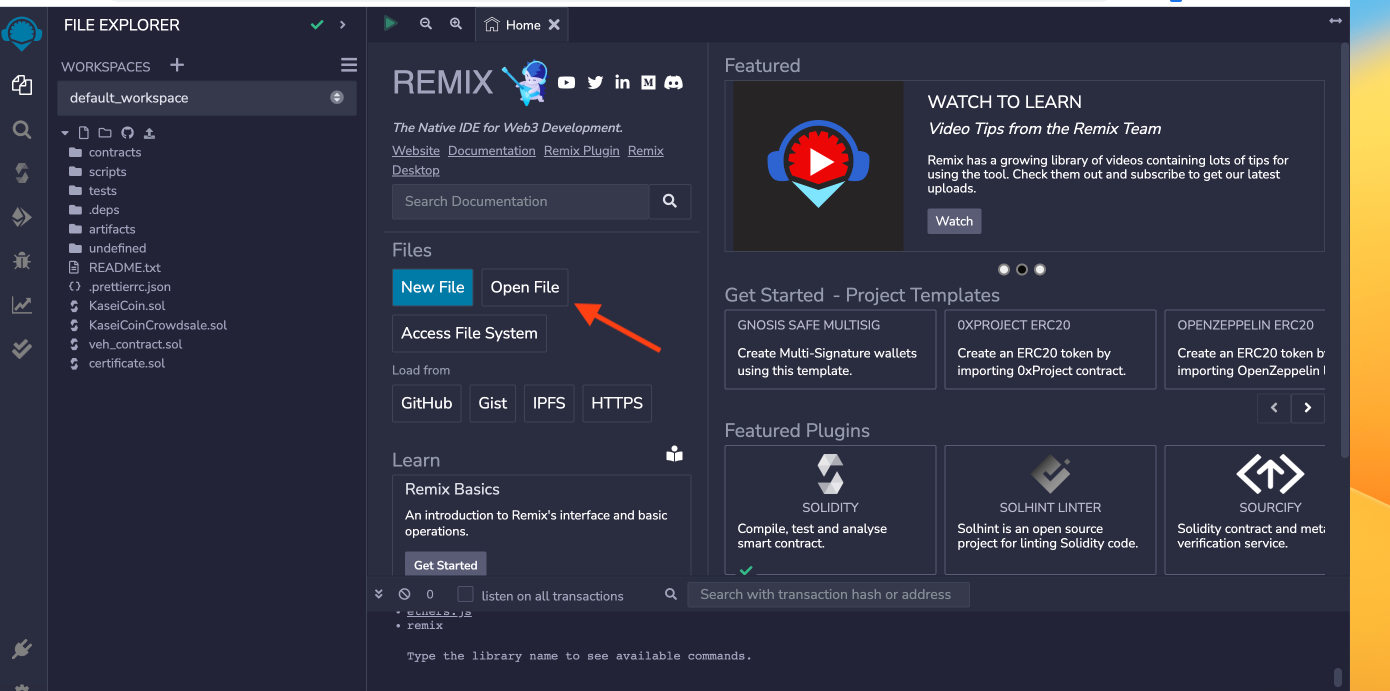 FILE EXPLORER
WORKSPACES
default_workspace
contracts
scripts
tests
.deps
artifacts
undefined
README.txt
.prettierrc.json
KaseiCoin.sol
KaseiCoinCrowdsale.sol
veh_contract.sol
certificate.sol
Home
REMIX
The Native IDE for Web3 Development.
Website Documentation Remix Plugin Remix
Desktop
Search Documentation
Files
New File Open File
Access File System
Load from
GitHub Gist IPFS HTTPS
Learn
Remix Basics
An introduction to Remix's interface and basic
operations.
Get Started
Featured
WATCH TO LEARN
Video Tips from the Remix Team
Remix has a growing library of videos containing lots of tips for
using the tool. Check them out and subscribe to get our latest
uploads.
Watch
Get Started - Project Templates
GNOSIS SAFE MULTISIG
Create Multi-Signature wallets
using this template.
0XPROJECT ERC20
Create an ERC20 token by
importing 0xProject contract.
OPENZEPPELIN ERC20
Create an ERC20 token b
importing OpenZeppelin
Featured Plugins
SOLIDITY
Compile, test and analyse
smart contract.
SOLHINT LINTER
Solhint is an open source
project for linting Solidity code.
SOURCIFY
Solidity contract and meta
verification service.
0 listen on all transactions Search with transaction hash or address
• ethers.js
• remix
Type the library name to see available commands.